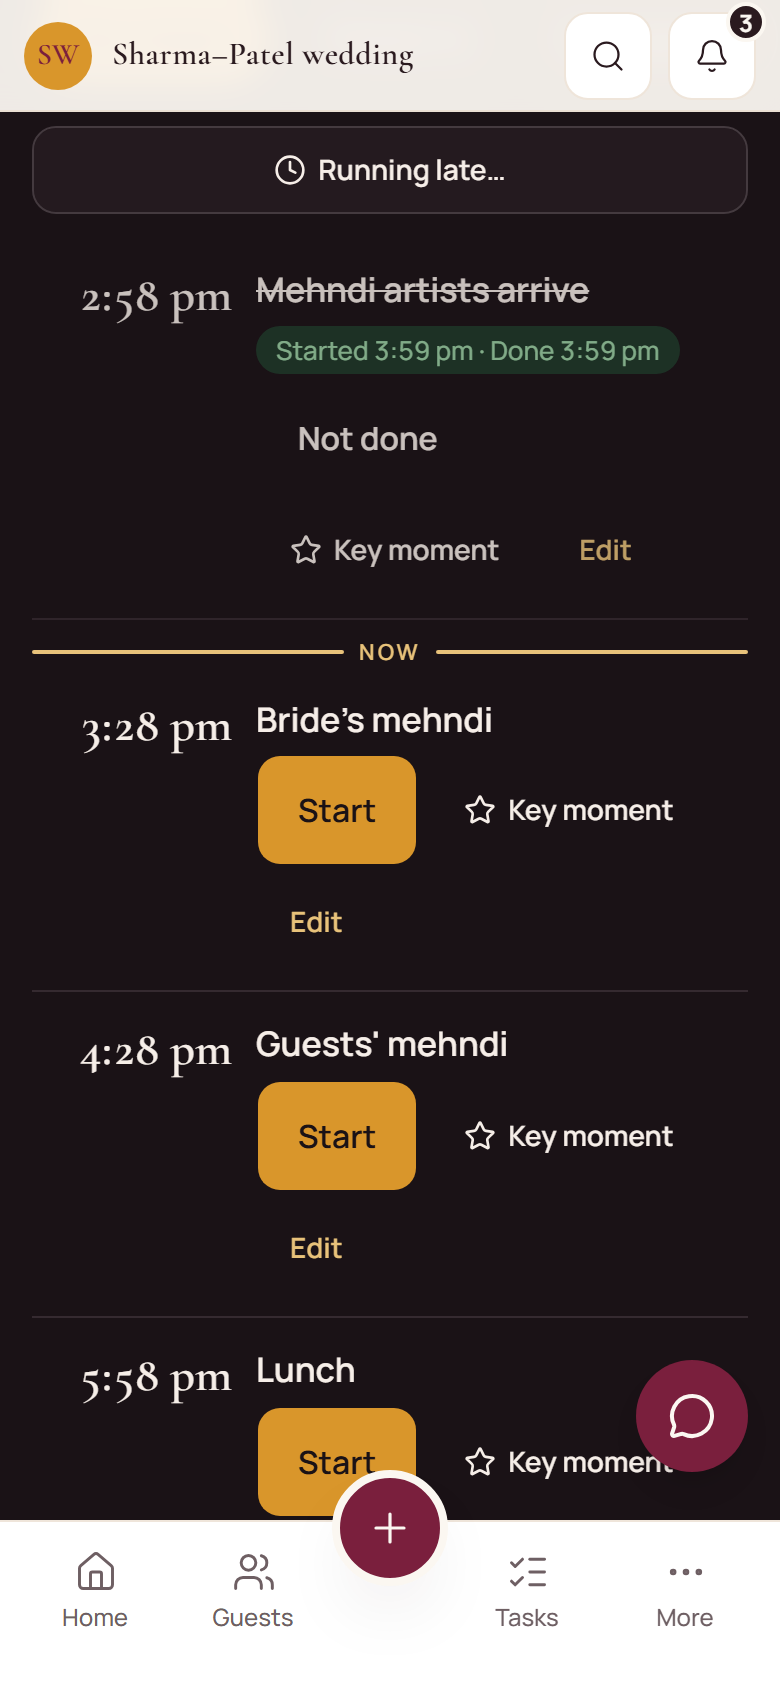 SW Sharma–Patel wedding 3
Running late…
2:58 pm Mehndi artists arrive
Started 3:59 pm · Done 3:59 pm
Not done
Key moment Edit
NOW
3:28 pm Bride's mehndi
Start Key moment
Edit
4:28 pm Guests' mehndi
Start Key moment
Edit
5:58 pm Lunch
Start Key moment
Home Guests Tasks More